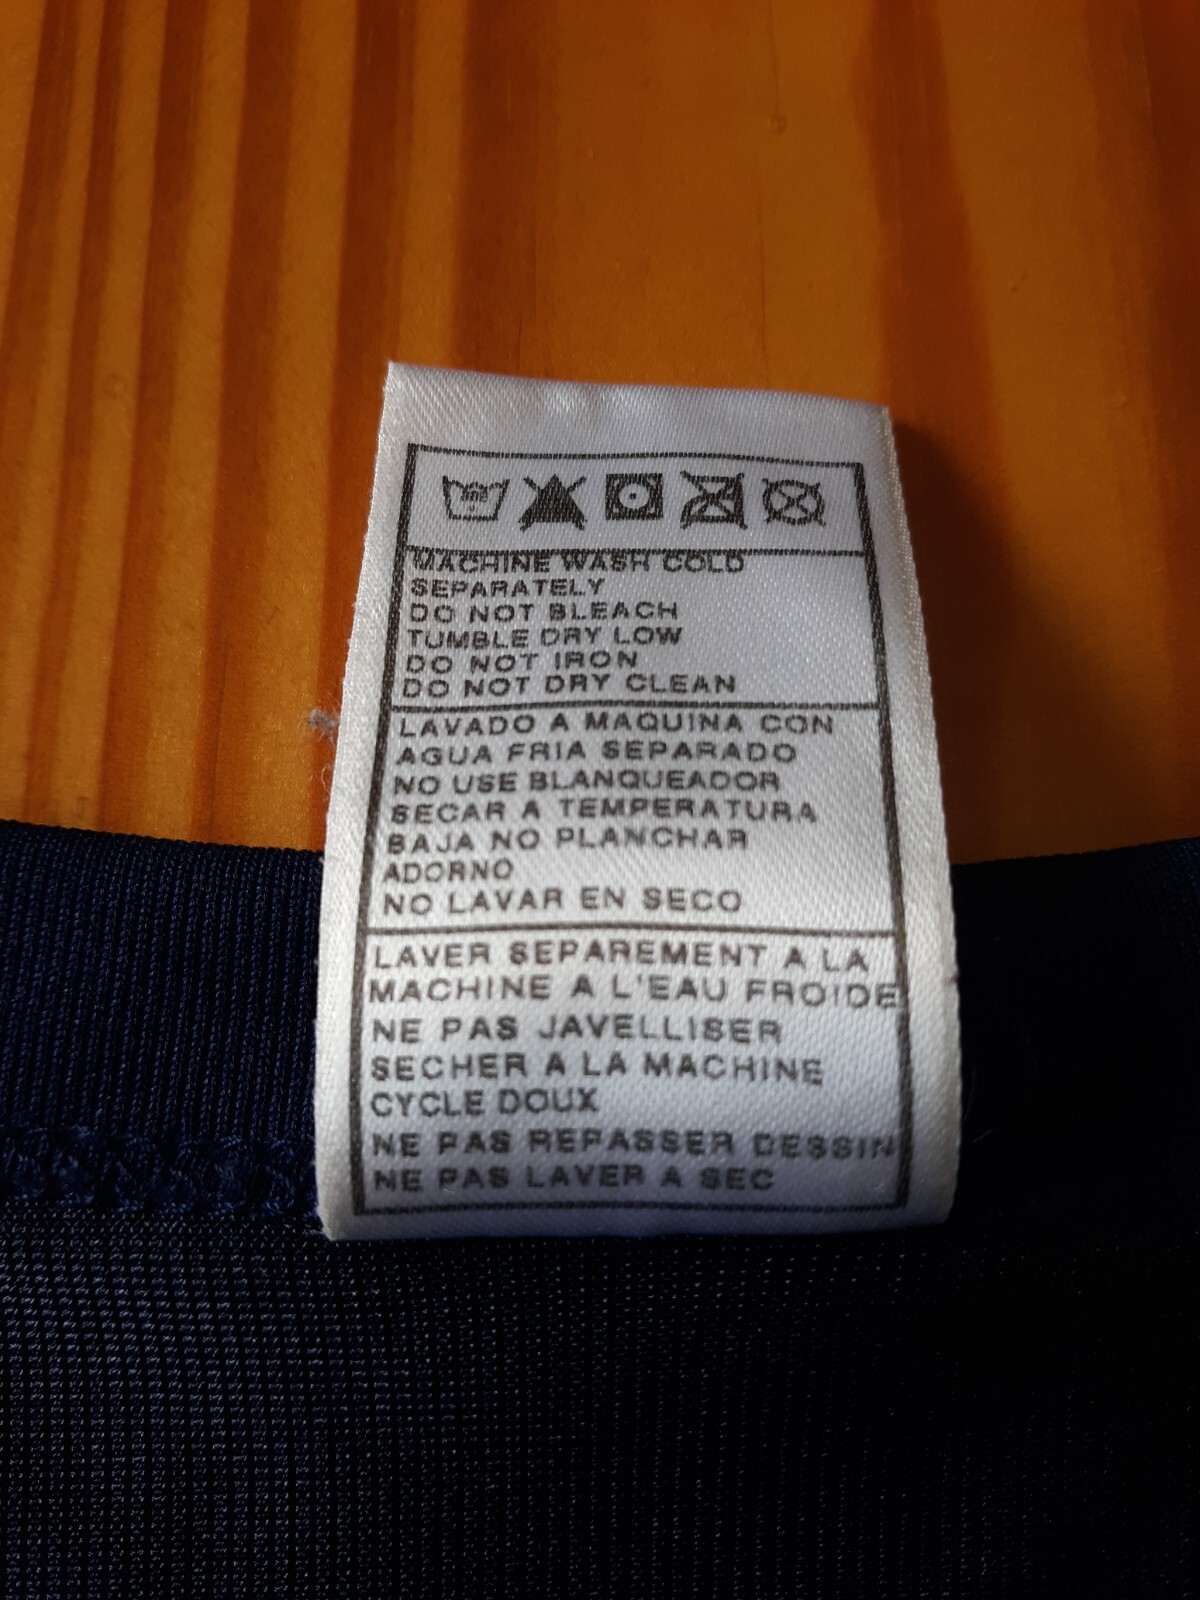 MACHINE WASH COLD
SEPARATELY
DO NOT BLEACH
TUMBLE DRY LOW
DO NOT IRON
DO NOT DRY CLEAN
LAVADO A MAQUINA CON
AGUA FRIA SEPARADO
NO USE BLANQUEADOR
SECAR A TEMPERATURA
BAJA NO PLANCHAR
ADORNO
NO LAVAR EN SECO
LAVER SEPAREMENT A LA
MACHINE A L'EAU FROIDE
NE PAS JAVELLISER
SECHER A LA MACHINE
CYCLE DOUX
NE PAS REPASSER DESSIN
NE PAS LAVER A SEC